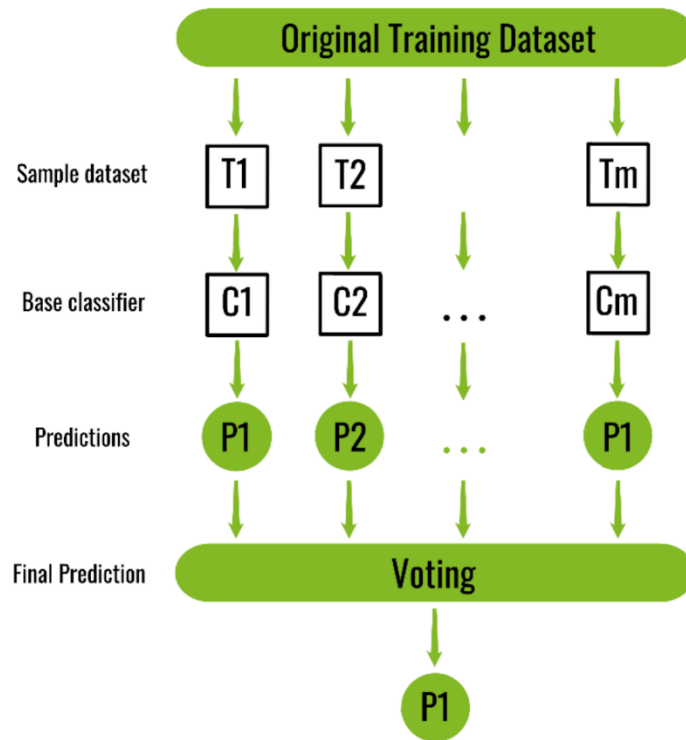 Original Training Dataset
Sample dataset T1 T2 Tm
Base classifier C1 C2 ... Cm
Predictions P1 P2 ... P1
Final Prediction Voting
P1